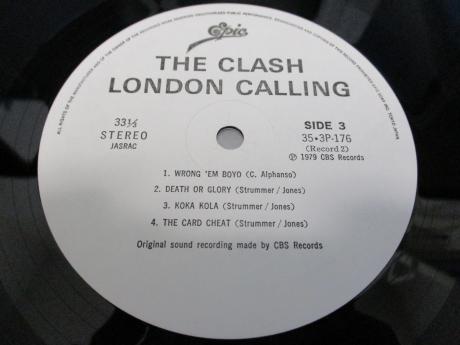 Epic
THE CLASH
LONDON CALLING
33⅓
STEREO
JASRAC
SIDE 3
35・3P-176
(Record 2)
Ⓟ 1979 CBS Records
1. WRONG 'EM BOYO (C. Alphanso)
2. DEATH OR GLORY (Strummer/Jones)
3. KOKA KOLA (Strummer/Jones)
4. THE CARD CHEAT (Strummer/Jones)
Original sound recording made by CBS Records